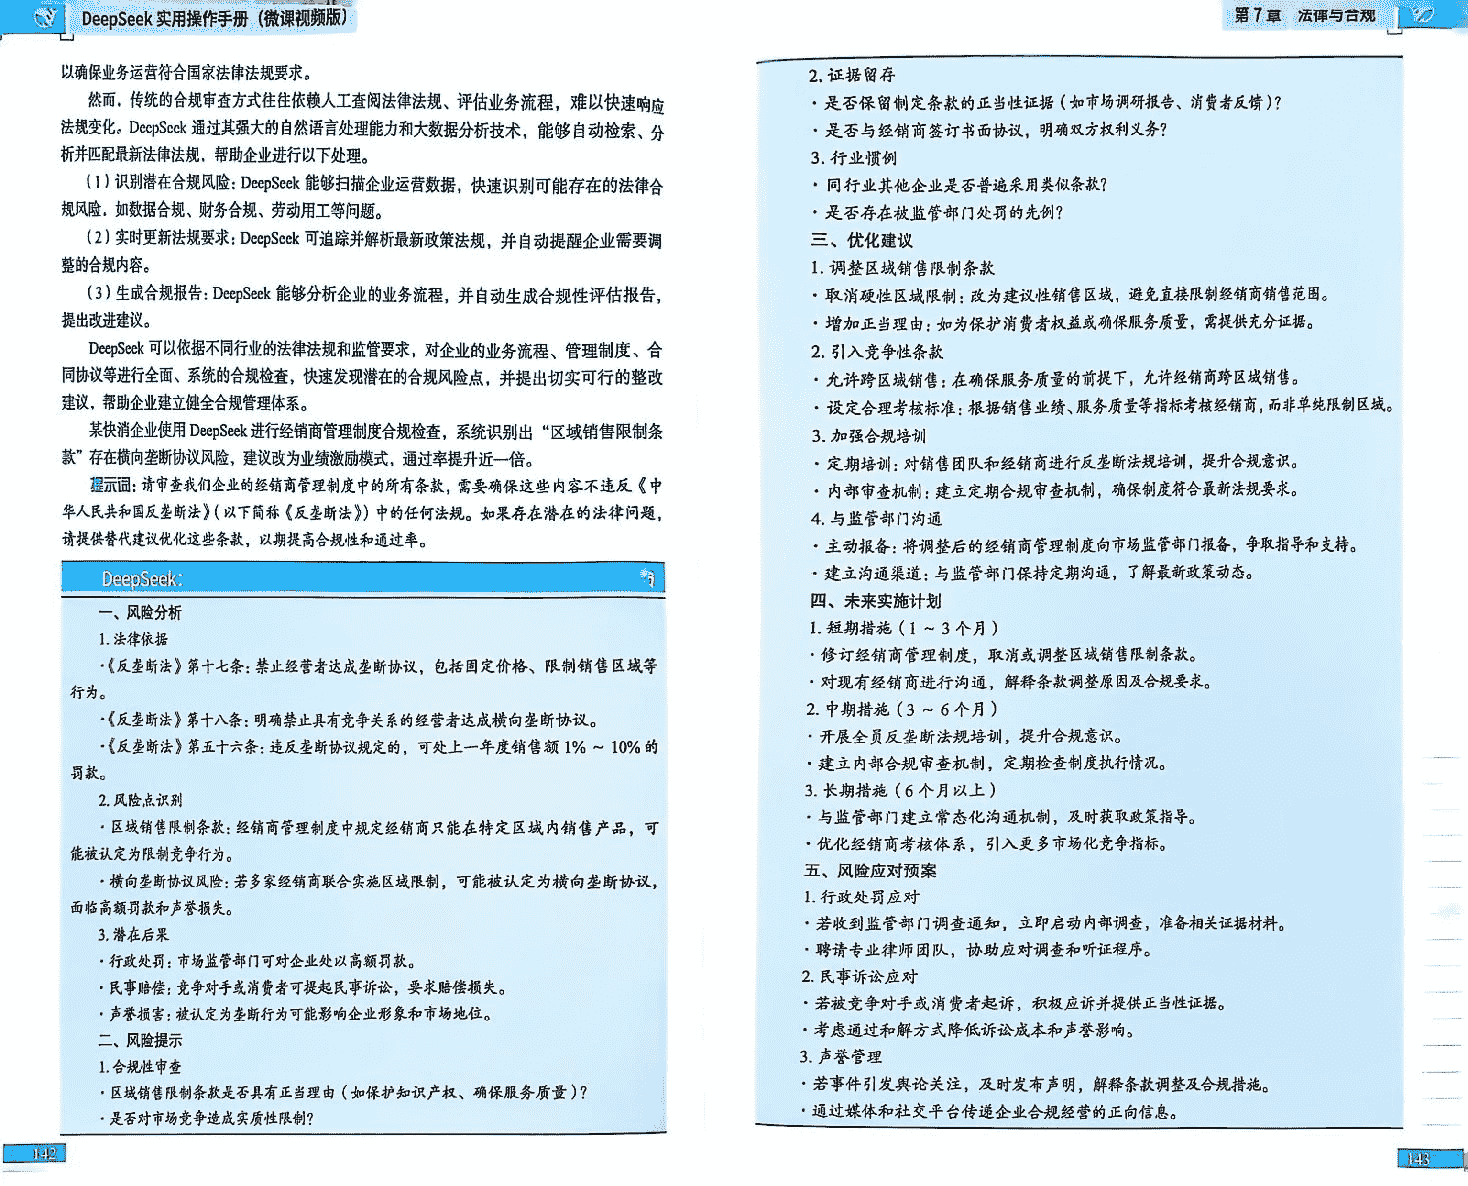 DeepSeek 实用操作手册（微课视频版）
以确保业务运营符合国家法律法规要求。
然而，传统的合规审查方式往往依赖人工查阅法律法规、评估业务流程，难以快速响应
法规变化。DeepSeek 通过其强大的自然语言处理能力和大数据分析技术，能够自动检索、分
析并匹配最新法律法规，帮助企业进行以下处理。
（1）识别潜在合规风险：DeepSeek 能够扫描企业运营数据，快速识别可能存在的法律合
规风险，如数据合规、财务合规、劳动用工等问题。
（2）实时更新法规要求：DeepSeek 可追踪并解析最新政策法规，并自动提醒企业需要调
整的合规内容。
（3）生成合规报告：DeepSeek 能够分析企业的业务流程，并自动生成合规性评估报告，
提出改进建议。
DeepSeek 可以依据不同行业的法律法规和监管要求，对企业的业务流程、管理制度、合
同协议等进行全面、系统的合规检查，快速发现潜在的合规风险点，并提出切实可行的整改
建议，帮助企业建立健全合规管理体系。
某快消企业使用 DeepSeek 进行经销商管理制度合规检查，系统识别出“区域销售限制条
款”存在横向垄断协议风险，建议改为业绩激励模式，通过率提升近一倍。
提示词：请审查我们企业的经销商管理制度中的所有条款，需要确保这些内容不违反《中
华人民共和国反垄断法》（以下简称《反垄断法》）中的任何法规。如果存在潜在的法律问题，
请提供替代建议优化这些条款，以期提高合规性和通过率。
DeepSeek：
一、风险分析
1. 法律依据
·《反垄断法》第十七条：禁止经营者达成垄断协议，包括固定价格、限制销售区域等
行为。
·《反垄断法》第十八条：明确禁止具有竞争关系的经营者达成横向垄断协议。
·《反垄断法》第五十六条：违反垄断协议规定的，可处上一年度销售额 1% ～ 10% 的
罚款。
2. 风险点识别
· 区域销售限制条款：经销商管理制度中规定经销商只能在特定区域内销售产品，可
能被认定为限制竞争行为。
· 横向垄断协议风险：若多家经销商联合实施区域限制，可能被认定为横向垄断协议，
面临高额罚款和声誉损失。
3. 潜在后果
· 行政处罚：市场监管部门可对企业处以高额罚款。
· 民事赔偿：竞争对手或消费者可提起民事诉讼，要求赔偿损失。
· 声誉损害：被认定为垄断行为可能影响企业形象和市场地位。
二、风险提示
1. 合规性审查
· 区域销售限制条款是否具有正当理由（如保护知识产权、确保服务质量）？
· 是否对市场竞争造成实质性限制？
142
第 7 章 法律与合规
2. 证据留存
· 是否保留制定条款的正当性证据（如市场调研报告、消费者反馈）？
· 是否与经销商签订书面协议，明确双方权利义务？
3. 行业惯例
· 同行业其他企业是否普遍采用类似条款？
· 是否存在被监管部门处罚的先例？
三、优化建议
1. 调整区域销售限制条款
· 取消硬性区域限制：改为建议性销售区域，避免直接限制经销商销售范围。
· 增加正当理由：如为保护消费者权益或确保服务质量，需提供充分证据。
2. 引入竞争性条款
· 允许跨区域销售：在确保服务质量的前提下，允许经销商跨区域销售。
· 设定合理考核标准：根据销售业绩、服务质量等指标考核经销商，而非单纯限制区域。
3. 加强合规培训
· 定期培训：对销售团队和经销商进行反垄断法规培训，提升合规意识。
· 内部审查机制：建立定期合规审查机制，确保制度符合最新法规要求。
4. 与监管部门沟通
· 主动报备：将调整后的经销商管理制度向市场监管部门报备，争取指导和支持。
· 建立沟通渠道：与监管部门保持定期沟通，了解最新政策动态。
四、未来实施计划
1. 短期措施（1 ～ 3 个月）
· 修订经销商管理制度，取消或调整区域销售限制条款。
· 对现有经销商进行沟通，解释条款调整原因及合规要求。
2. 中期措施（3 ～ 6 个月）
· 开展全员反垄断法规培训，提升合规意识。
· 建立内部合规审查机制，定期检查制度执行情况。
3. 长期措施（6 个月以上）
· 与监管部门建立常态化沟通机制，及时获取政策指导。
· 优化经销商考核体系，引入更多市场化竞争指标。
五、风险应对预案
1. 行政处罚应对
· 若收到监管部门调查通知，立即启动内部调查，准备相关证据材料。
· 聘请专业律师团队，协助应对调查和听证程序。
2. 民事诉讼应对
· 若被竞争对手或消费者起诉，积极应诉并提供正当性证据。
· 考虑通过和解方式降低诉讼成本和声誉影响。
3. 声誉管理
· 若事件引发舆论关注，及时发布声明，解释条款调整及合规措施。
· 通过媒体和社交平台传递企业合规经营的正向信息。
143